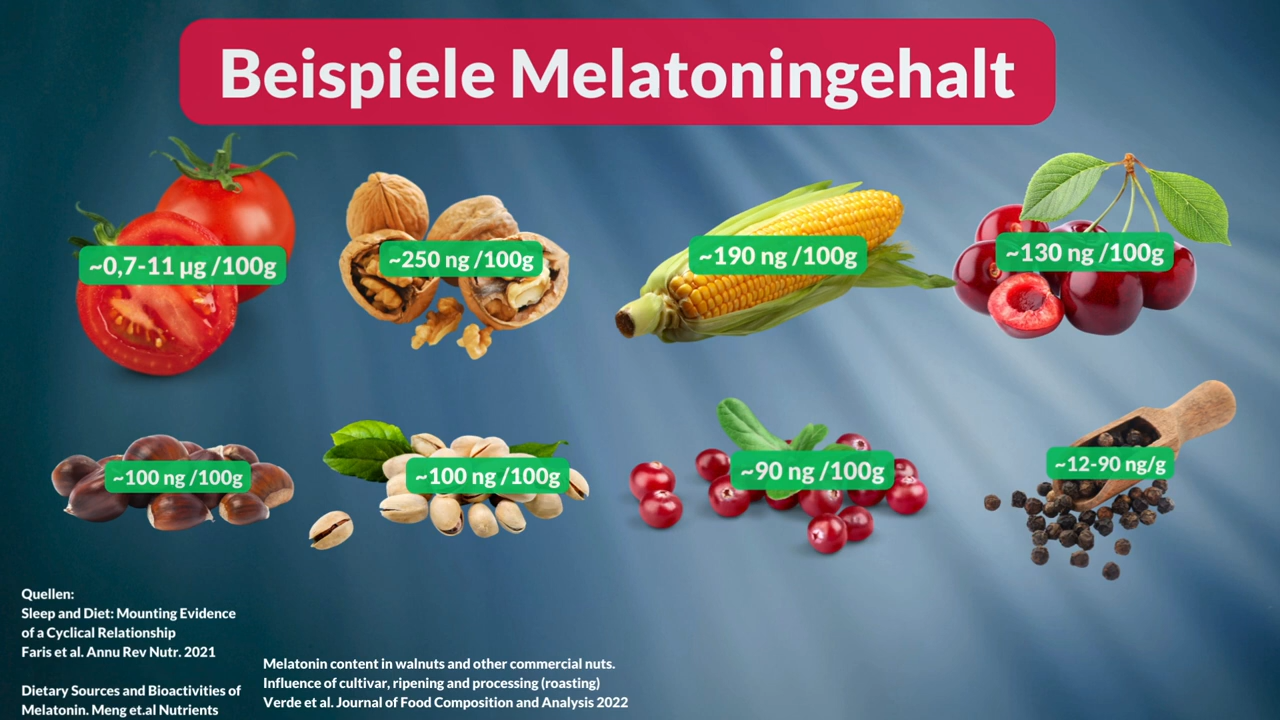 Beispiele Melatoningehalt
~0,7-11 µg /100g
~250 ng /100g
~190 ng /100g
~130 ng /100g
~100 ng /100g
~100 ng /100g
~90 ng /100g
~12-90 ng/g
Quellen:
Sleep and Diet: Mounting Evidence
of a Cyclical Relationship
Faris et al. Annu Rev Nutr. 2021
Dietary Sources and Bioactivities of
Melatonin. Meng et.al Nutrients
Melatonin content in walnuts and other commercial nuts.
Influence of cultivar, ripening and processing (roasting)
Verde et al. Journal of Food Composition and Analysis 2022